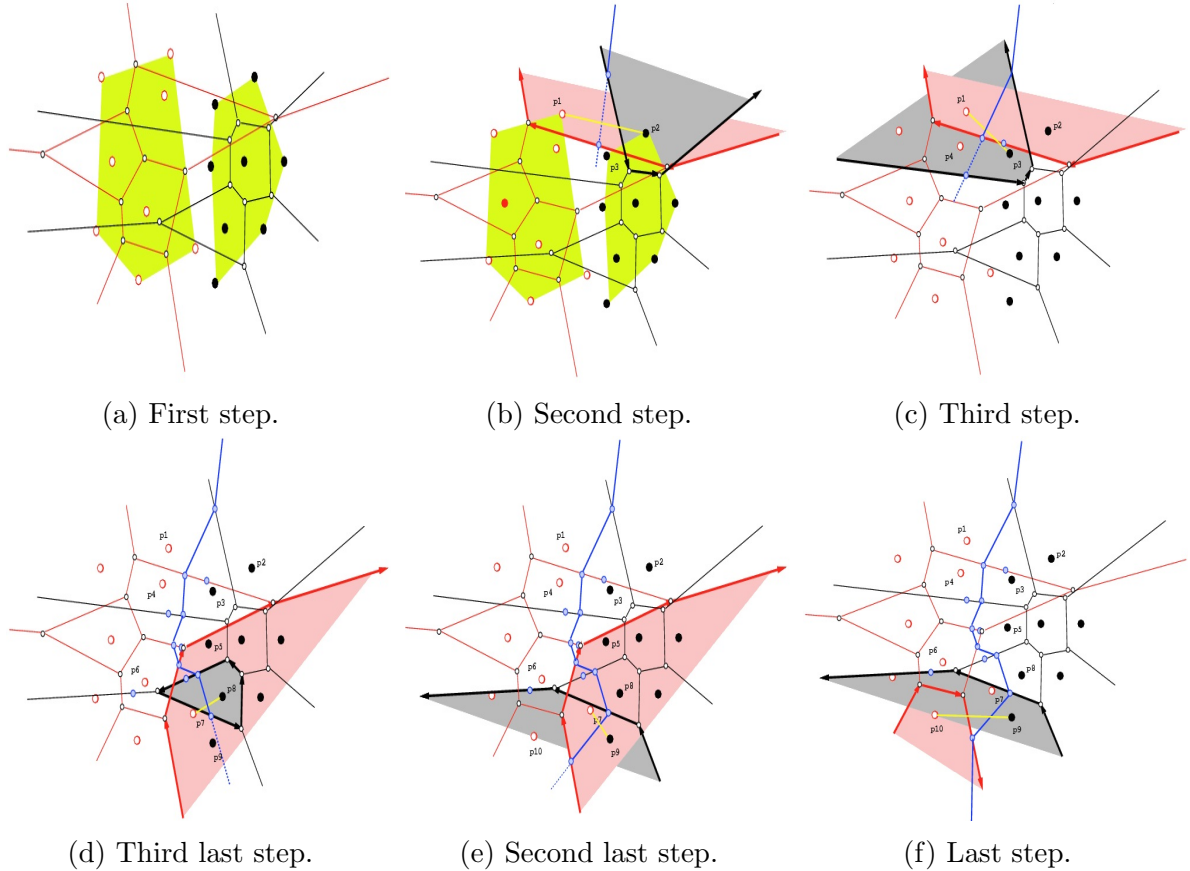 p1
p2
p3
p1
p4
p3
(a) First step.
(b) Second step.
(c) Third step.
p1
p2
p4
p3
p5
p6
p8
p7
p9
p1
p2
p4
p3
p5
p6
p8
p7
p10
p9
p1
p2
p4
p3
p5
p6
p8
p7
p10
p9
(d) Third last step.
(e) Second last step.
(f) Last step.